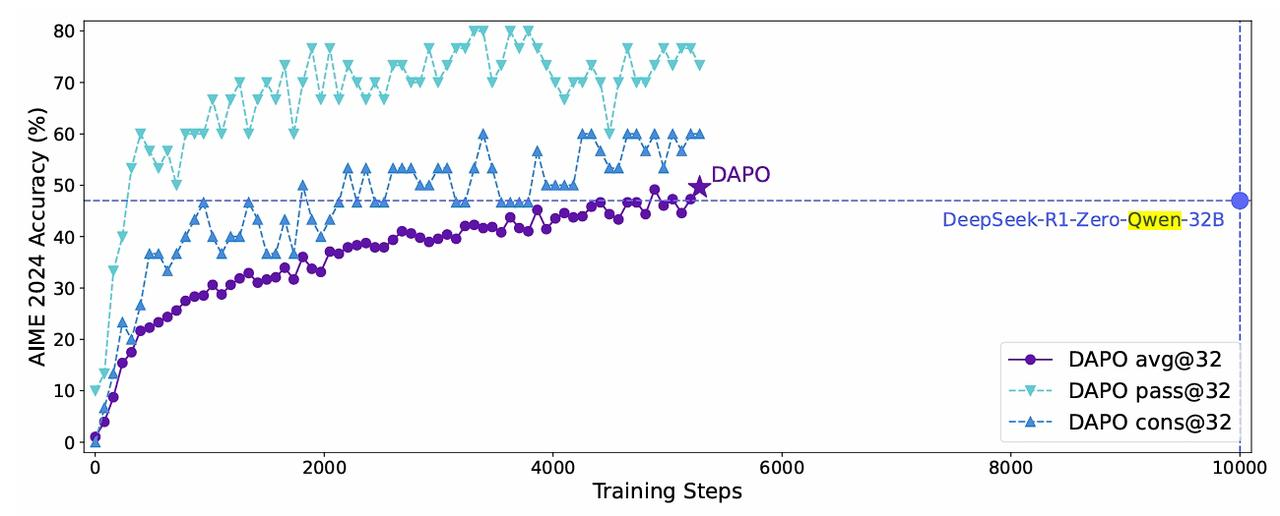 AIME 2024 Accuracy (%)
80
70
60
50
40
30
20
10
0
DAPO
DeepSeek-R1-Zero-Qwen-32B
DAPO avg@32
DAPO pass@32
DAPO cons@32
0 2000 4000 6000 8000 10000
Training Steps